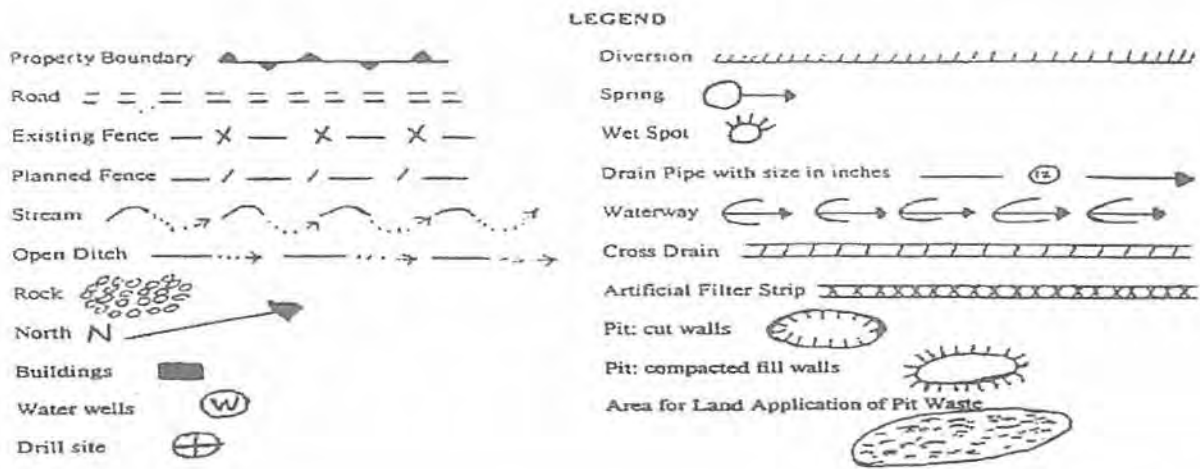 LEGEND
Property Boundary
Road
Existing Fence
Planned Fence
Stream
Open Ditch
Rock
North N
Buildings
Water wells W
Drill site
Diversion
Spring
Wet Spot
Drain Pipe with size in inches 12
Waterway
Cross Drain
Artificial Filter Strip
Pit: cut walls
Pit: compacted fill walls
Area for Land Application of Pit Waste